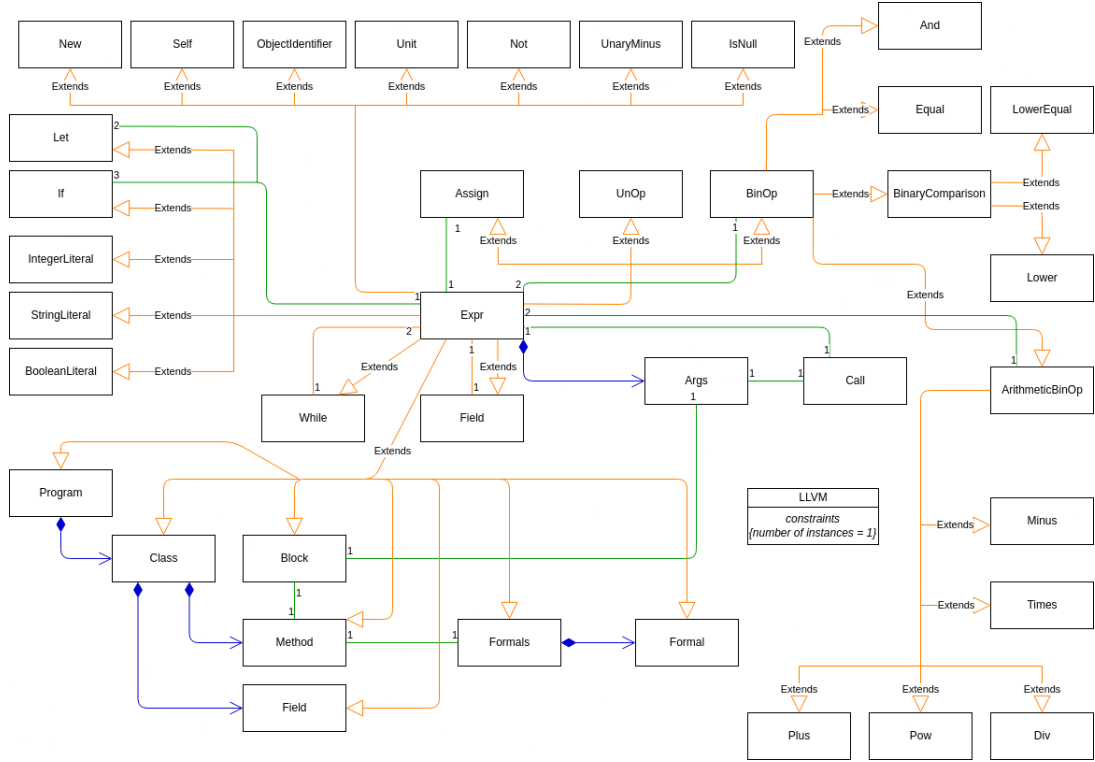 New
Self
ObjectIdentifier
Unit
Not
UnaryMinus
IsNull
And
Extends
Extends
Extends
Extends
Extends
Extends
Extends
Extends
Extends
Equal
LowerEqual
Let
2
Extends
If
3
Extends
Assign
UnOp
BinOp
Extends
BinaryComparison
Extends
Extends
1
1
Extends
Extends
Extends
IntegerLiteral
Extends
Lower
1
2
Extends
1
Expr
StringLiteral
Extends
2
2
1
1
1
Extends
Extends
BooleanLiteral
Extends
Args
1
1
Call
ArithmeticBinOp
1
1
1
While
Field
Extends
Program
LLVM
constraints
{number of instances = 1}
Extends
Minus
Class
Block
1
1
1
Extends
Times
Method
1
1
Formals
Formal
Extends
Extends
Extends
Field
Plus
Pow
Div